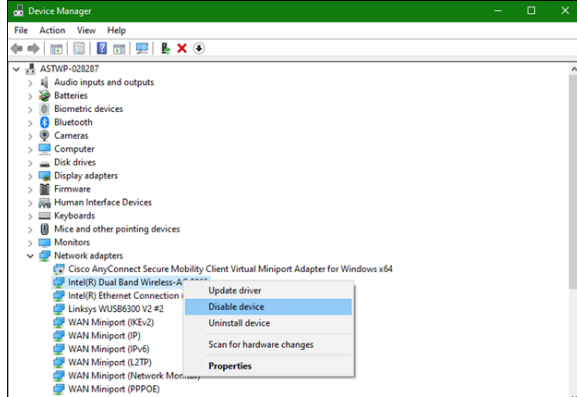 Device Manager
File Action View Help
ASTWP-028287
Audio inputs and outputs
Batteries
Biometric devices
Bluetooth
Cameras
Computer
Disk drives
Display adapters
Firmware
Human Interface Devices
Keyboards
Mice and other pointing devices
Monitors
Network adapters
Cisco AnyConnect Secure Mobility Client Virtual Miniport Adapter for Windows x64
Intel(R) Dual Band
Intel(R) Ethernet Connection
Linksys WUSB6300 V2 #2
WAN Miniport (IKEv2)
WAN Miniport (IP)
WAN Miniport (IPv6)
WAN Miniport (L2TP)
WAN Miniport (Network
WAN Miniport (PPPOE)
Update driver
Disable device
Uninstall device
Scan for hardware changes
Properties